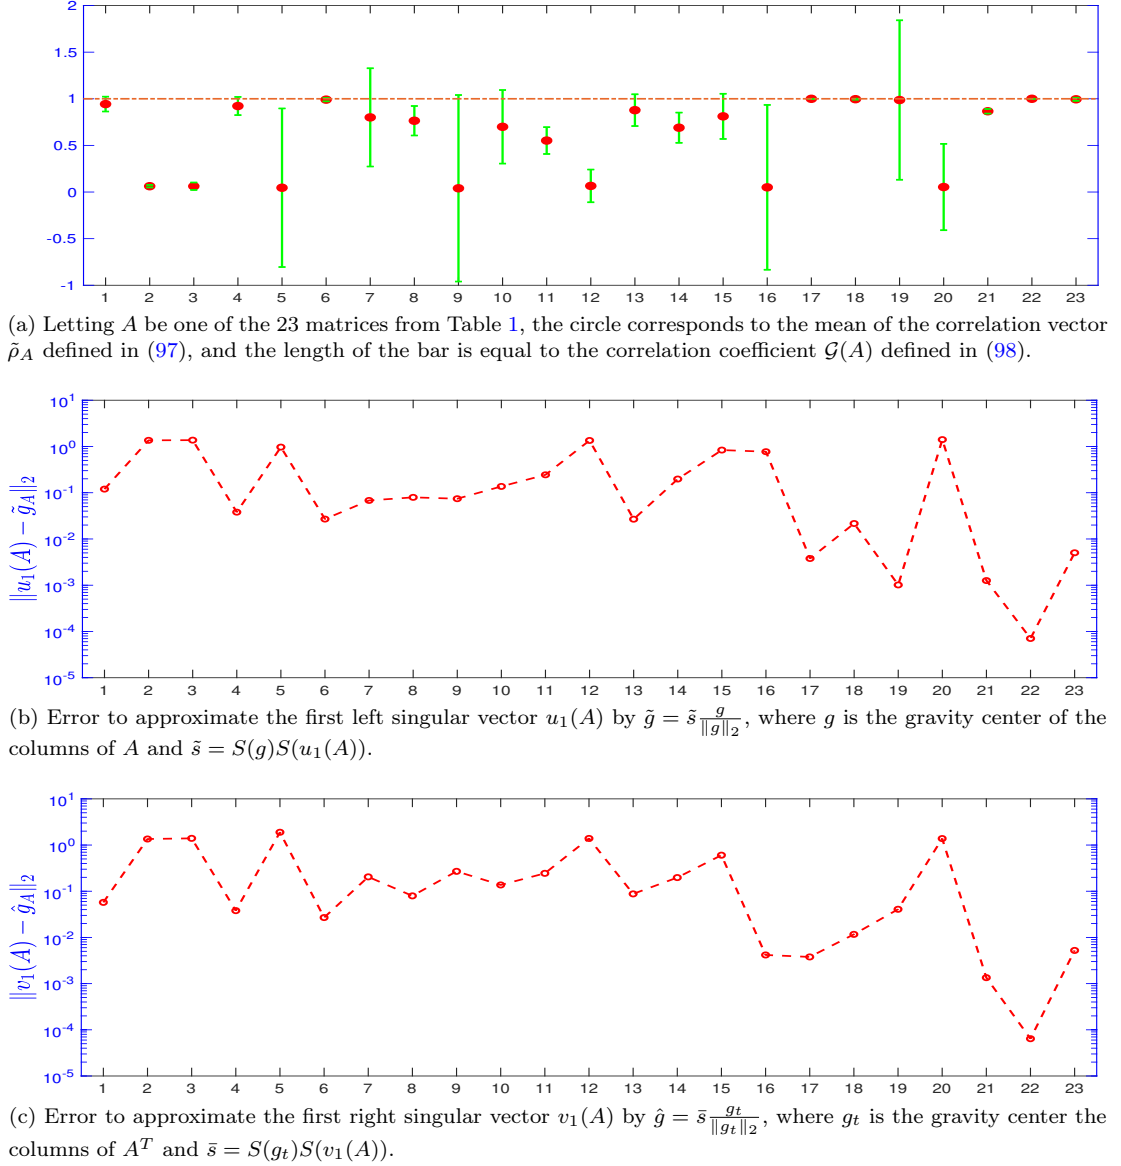 2
1.5
1
0.5
0
-0.5
-1
1 2 3 4 5 6 7 8 9 10 11 12 13 14 15 16 17 18 19 20 21 22 23
(a) Letting A be one of the 23 matrices from Table 1, the circle corresponds to the mean of the correlation vector
ρ̃_A defined in (97), and the length of the bar is equal to the correlation coefficient 𝒢(A) defined in (98).
10^1
10^0
10^-1
10^-2
10^-3
10^-4
10^-5
||u_1(A) − g̃_A||_2
1 2 3 4 5 6 7 8 9 10 11 12 13 14 15 16 17 18 19 20 21 22 23
(b) Error to approximate the first left singular vector u_1(A) by g̃ = s̃ g/‖g‖_2, where g is the gravity center of the
columns of A and s̃ = S(g)S(u_1(A)).
10^1
10^0
10^-1
10^-2
10^-3
10^-4
10^-5
||v_1(A) − ĝ_A||_2
1 2 3 4 5 6 7 8 9 10 11 12 13 14 15 16 17 18 19 20 21 22 23
(c) Error to approximate the first right singular vector v_1(A) by ĝ = s̄ g_t/‖g_t‖_2, where g_t is the gravity center the
columns of A^T and s̄ = S(g_t)S(v_1(A)).